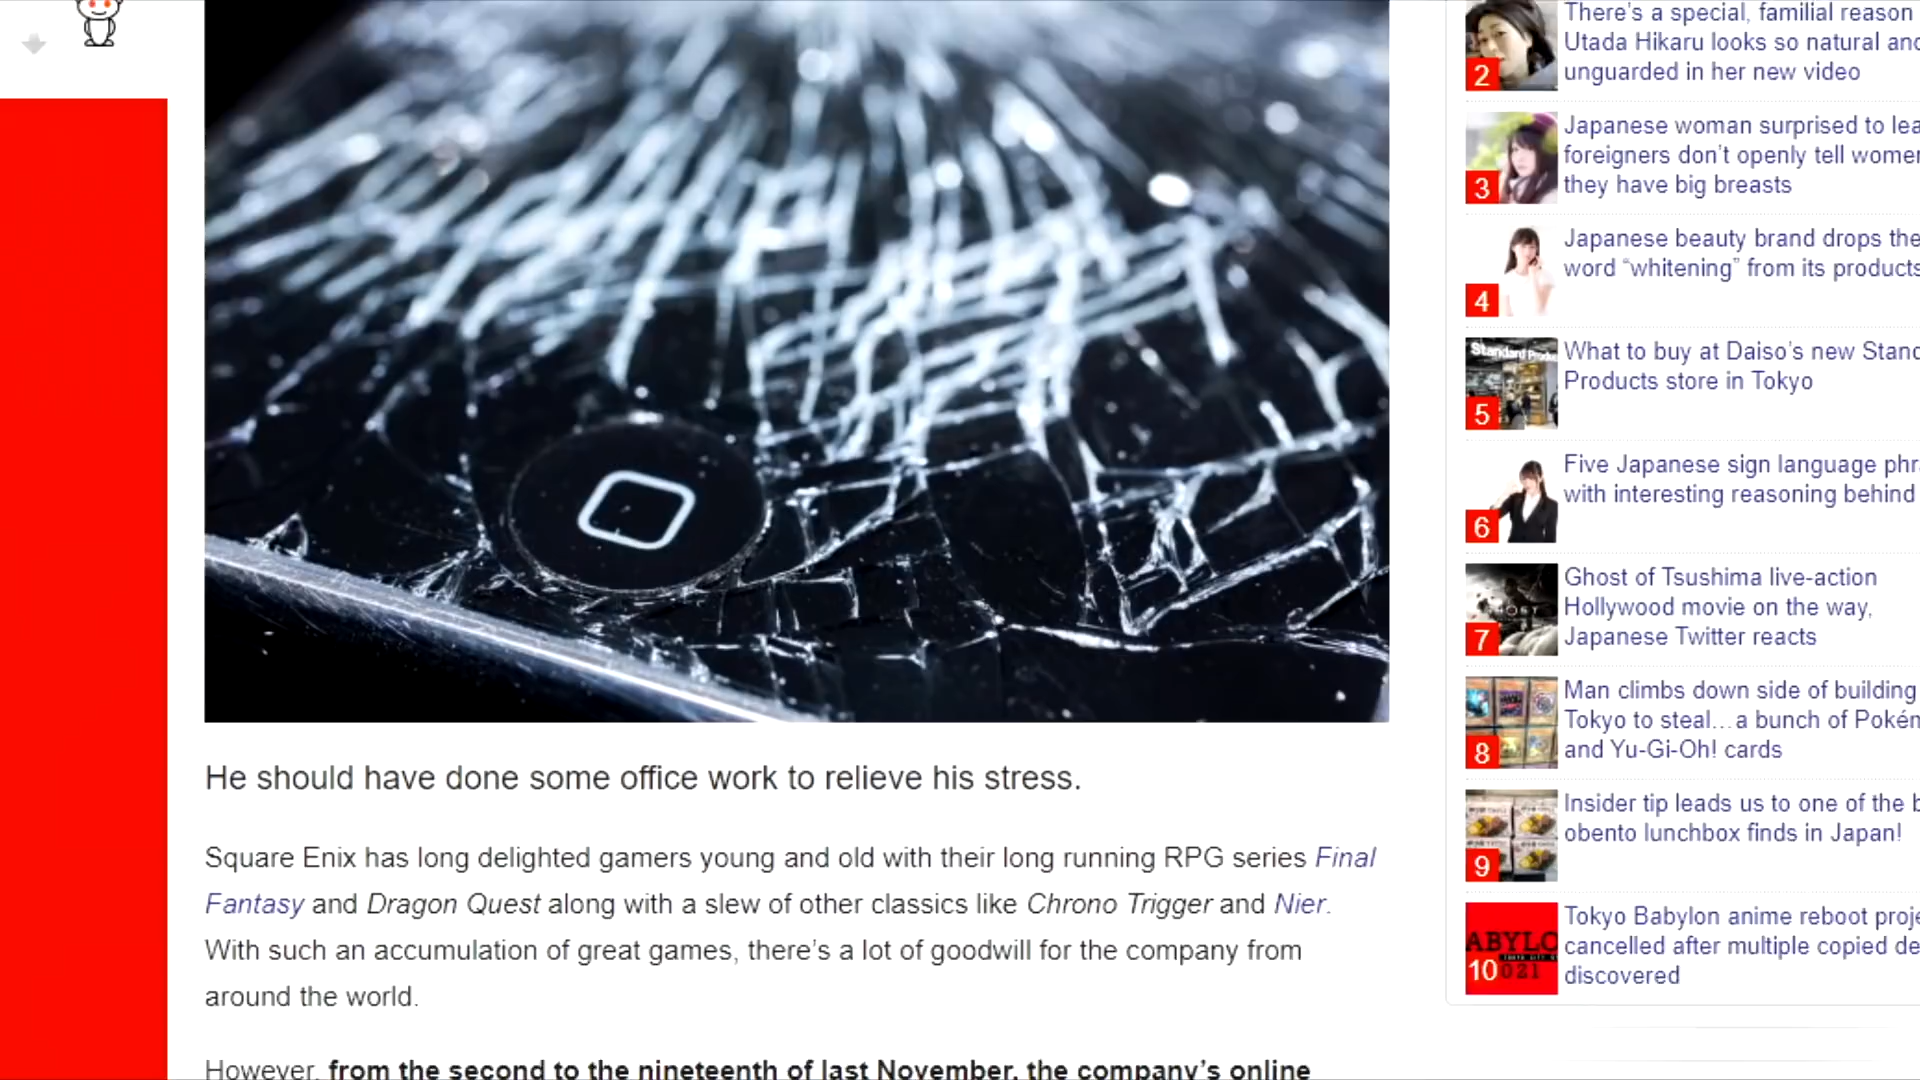 He should have done some office work to relieve his stress.
Square Enix has long delighted gamers young and old with their long running RPG series Final
Fantasy and Dragon Quest along with a slew of other classics like Chrono Trigger and Nier.
With such an accumulation of great games, there's a lot of goodwill for the company from
around the world.
However, from the second to the nineteenth of last November, the company's online
There's a special, familial reason
Utada Hikaru looks so natural and
unguarded in her new video
2
Japanese woman surprised to
foreigners don't openly tell women
they have big breasts
3
Japanese beauty brand drops the
word “whitening” from its products
4
What to buy at Daiso's new
Products store in Tokyo
5
Five Japanese sign language
with interesting reasoning behind
6
Ghost of Tsushima live-action
Hollywood movie on the way,
Japanese Twitter reacts
7
Man climbs down side of building
Tokyo to steal…a bunch of
and Yu-Gi-Oh! cards
8
Insider tip leads us to one of the
obento lunchbox finds in Japan!
9
Tokyo Babylon anime reboot
cancelled after multiple copied
discovered
10